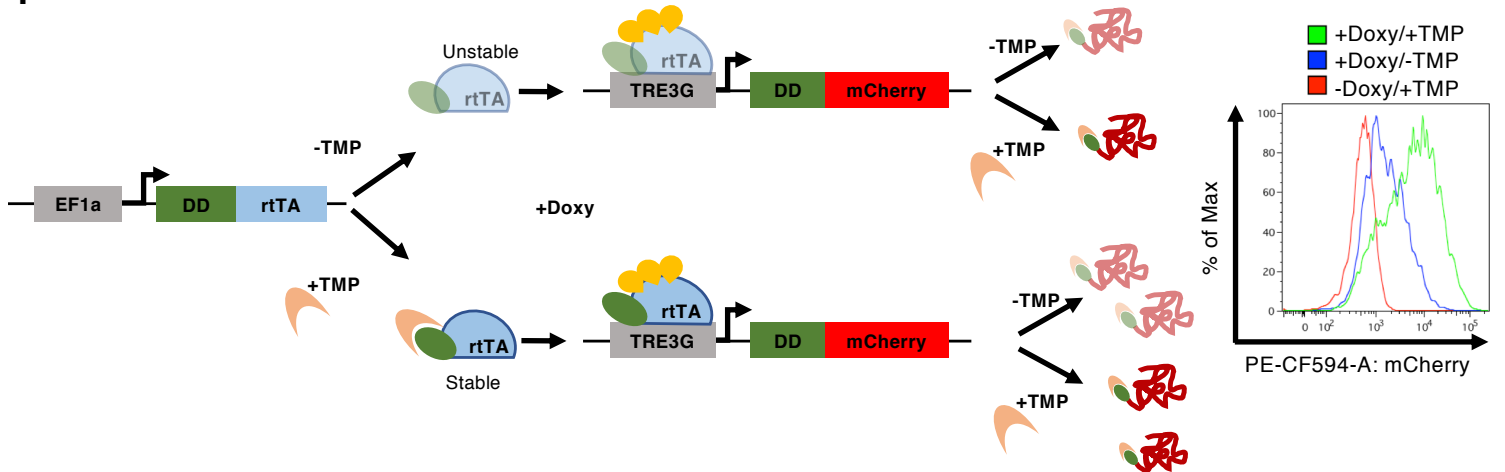 Unstable
rtTA
rtTA
TRE3G
DD
mCherry
-TMP
+TMP
-TMP
EF1a
DD
rtTA
+Doxy
+TMP
rtTA
Stable
rtTA
TRE3G
DD
mCherry
-TMP
+TMP
+Doxy/+TMP
+Doxy/-TMP
-Doxy/+TMP
% of Max
100
80
60
40
20
0
0 10² 10³ 10⁴ 10⁵
PE-CF594-A: mCherry